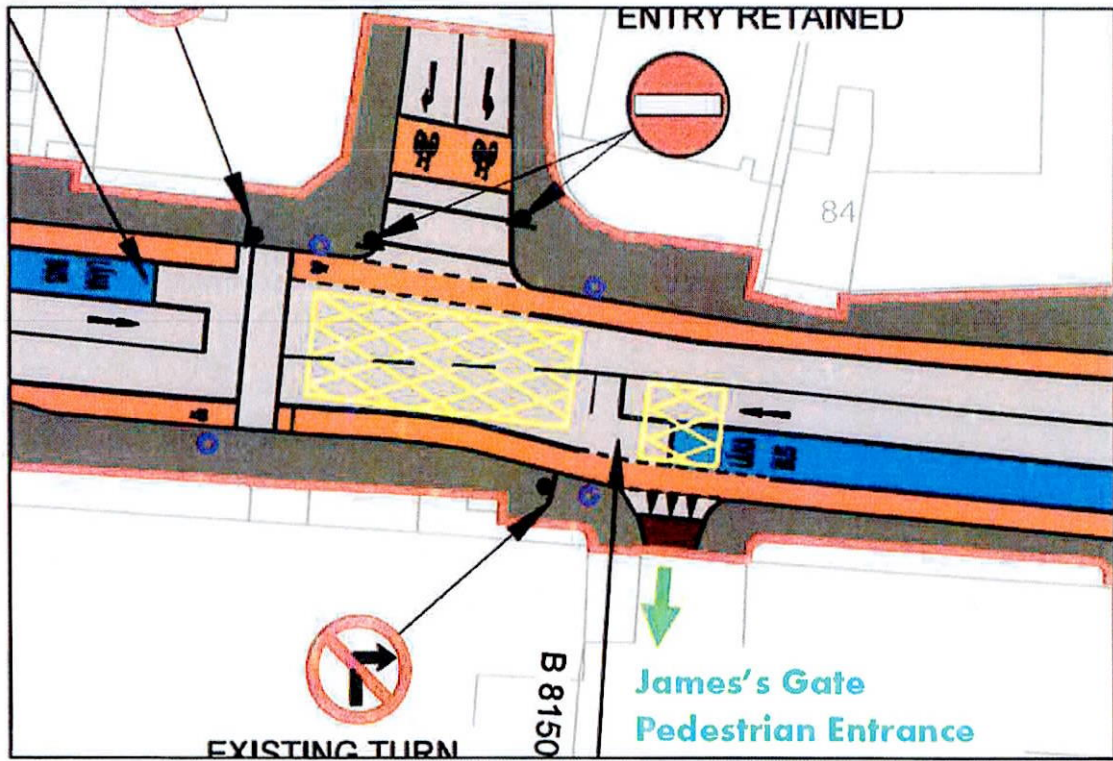 ENTRY RETAINED
84
B 8150
James's Gate
Pedestrian Entrance
EXISTING TURN